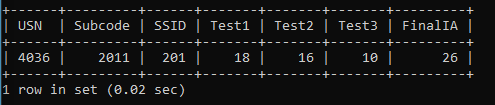 +------+---------+------+-------+-------+-------+---------+
| USN  | Subcode | SSID | Test1 | Test2 | Test3 | FinalIA |
+------+---------+------+-------+-------+-------+---------+
| 4036 |    2011 |  201 |    18 |    16 |    10 |      26 |
+------+---------+------+-------+-------+-------+---------+
1 row in set (0.02 sec)